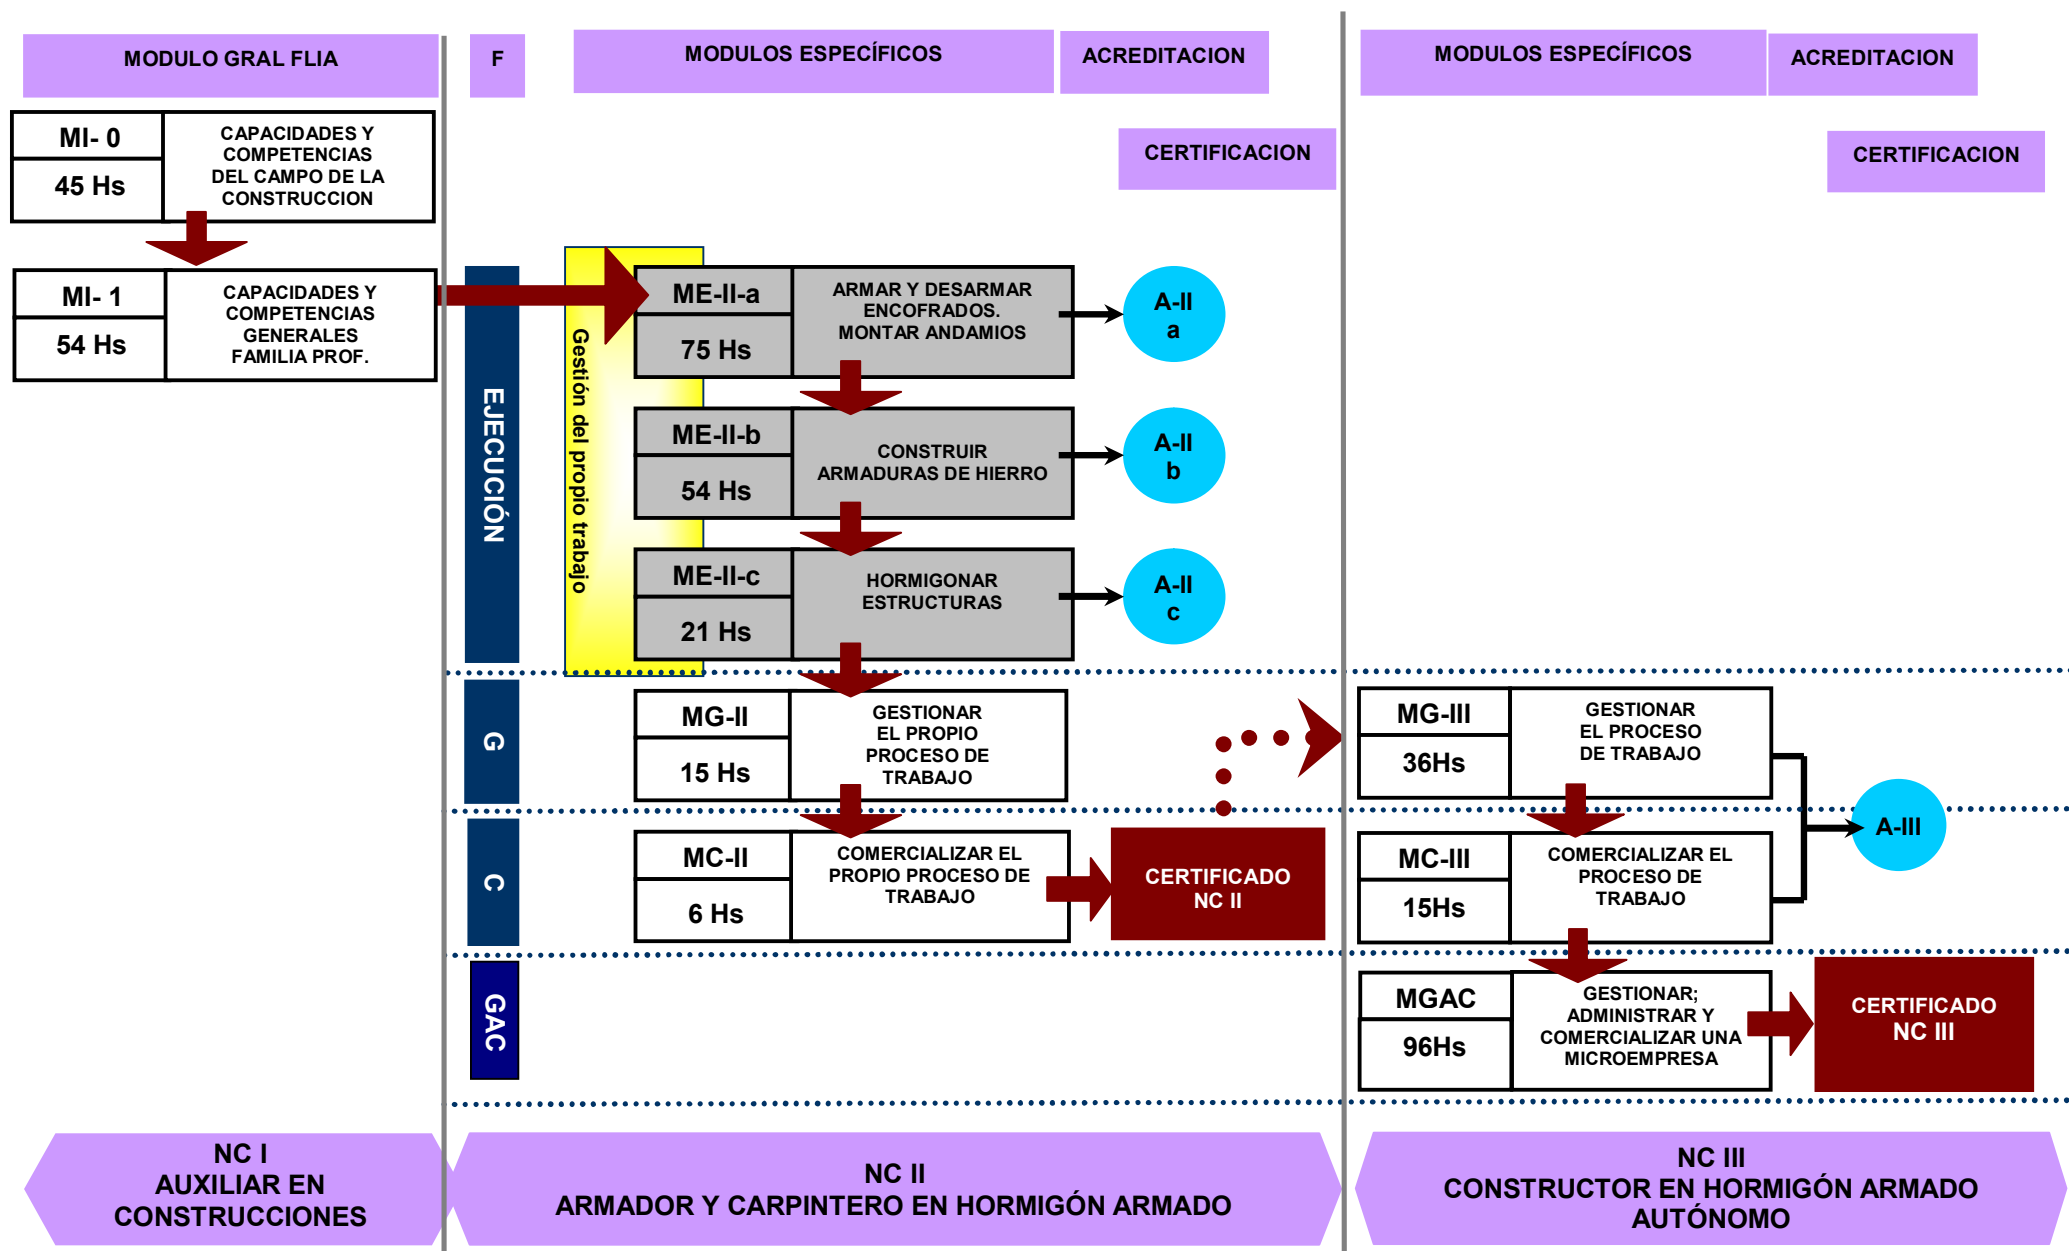 MODULO GRAL FLIA
F
MODULOS ESPECÍFICOS
ACREDITACION
MODULOS ESPECÍFICOS
ACREDITACION
CERTIFICACION
CERTIFICACION
MI- 0
45 Hs
CAPACIDADES Y
COMPETENCIAS
DEL CAMPO DE LA
CONSTRUCCION
MI- 1
54 Hs
CAPACIDADES Y
COMPETENCIAS
GENERALES
FAMILIA PROF.
EJECUCIÓN
Gestión del propio trabajo
ME-II-a
75 Hs
ARMAR Y DESARMAR
ENCOFRADOS.
MONTAR ANDAMIOS
A-II
a
ME-II-b
54 Hs
CONSTRUIR
ARMADURAS DE HIERRO
A-II
b
ME-II-c
21 Hs
HORMIGONAR
ESTRUCTURAS
A-II
c
G
MG-II
15 Hs
GESTIONAR
EL PROPIO
PROCESO DE
TRABAJO
MG-III
36Hs
GESTIONAR
EL PROCESO
DE TRABAJO
C
MC-II
6 Hs
COMERCIALIZAR EL
PROPIO PROCESO DE
TRABAJO
CERTIFICADO
NC II
MC-III
15Hs
COMERCIALIZAR EL
PROCESO DE
TRABAJO
A-III
GAC
MGAC
96Hs
GESTIONAR;
ADMINISTRAR Y
COMERCIALIZAR UNA
MICROEMPRESA
CERTIFICADO
NC III
NC I
AUXILIAR EN
CONSTRUCCIONES
NC II
ARMADOR Y CARPINTERO EN HORMIGÓN ARMADO
NC III
CONSTRUCTOR EN HORMIGÓN ARMADO
AUTÓNOMO